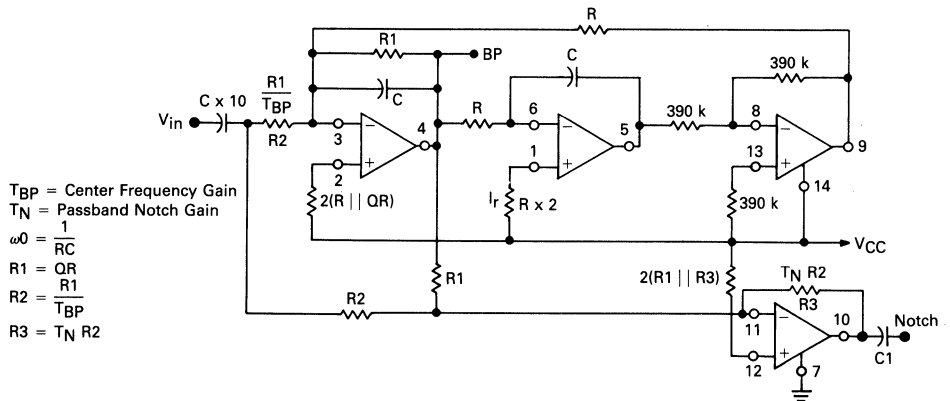 R
R1
BP
C
R1
TBP
C × 10
C
Vin
R2
3
4
2
2(R || QR)
R
6
5
1
Ir
R × 2
390 k
390 k
8
9
13
14
390 k
VCC
TBP = Center Frequency Gain
TN = Passband Notch Gain
ω0 = 1
RC
R1 = QR
R2 = R1
TBP
R3 = TN R2
R1
R2
2(R1 || R3)
TN R2
R3
11
10
12
7
C1
Notch